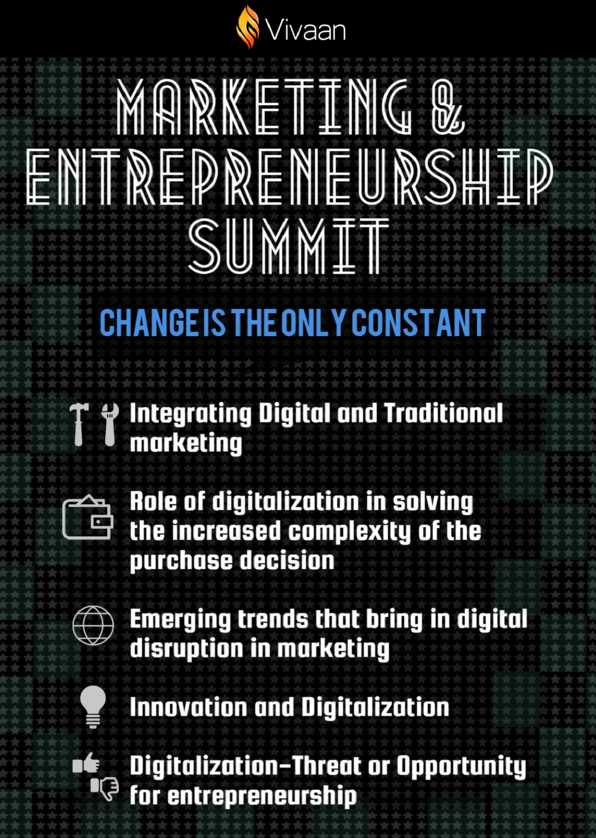 Vivaan
MARKETING &
ENTREPRENEURSHIP
SUMMIT
CHANGE IS THE ONLY CONSTANT
Integrating Digital and Traditional
marketing
Role of digitalization in solving
the increased complexity of the
purchase decision
Emerging trends that bring in digital
disruption in marketing
Innovation and Digitalization
Digitalization-Threat or Opportunity
for entrepreneurship